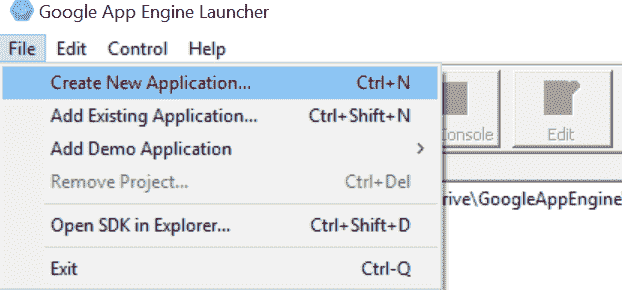 Google App Engine Launcher
File Edit Control Help
Create New Application... Ctrl+N
Console Edit
Add Existing Application... Ctrl+Shift+N
Add Demo Application >
Remove Project... Ctrl+Del
rive\GoogleAppEngine
Open SDK in Explorer... Ctrl+Shift+D
Exit Ctrl-Q